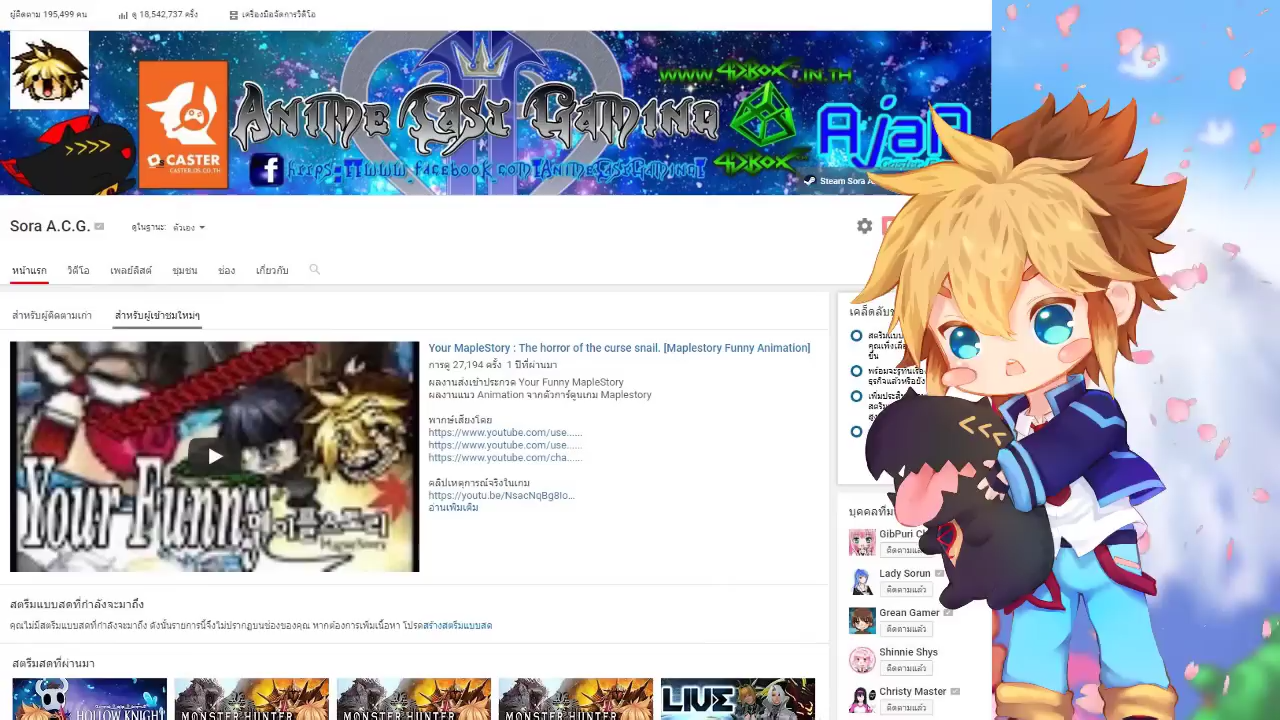 ผู้ติดตาม 195,499 คน
ดู 18,542,737 ครั้ง
เครื่องมือจัดการวิดีโอ
OS CASTER
CASTER.OS.CO.TH
Anime Cast Gaming
www.4DBox.in.th
4DBox
AjaR
Steam Sora A.
Sora A.C.G.
ดูในฐานะ: ตัวเอง
หน้าแรก
วิดีโอ
เพลย์ลิสต์
ชุมชน
ช่อง
เกี่ยวกับ
สำหรับผู้ติดตามเก่า
สำหรับผู้เข้าชมใหม่ๆ
Your Funny
Your MapleStory : The horror of the curse snail. [Maplestory Funny Animation]
การดู 27,194 ครั้ง 1 ปีที่ผ่านมา
ผลงานส่งเข้าประกวด Your Funny MapleStory
ผลงานแนว Animation จากตัวการ์ตูนเกม Maplestory
พากษ์เสียงโดย
https://www.youtube.com/use......
https://www.youtube.com/use......
https://www.youtube.com/cha......
คลิปเหตุการณ์จริงในเกม
https://youtu.be/NsacNqBg8Io...
อ่านเพิ่มเติม
สตรีมแบบสดที่กำลังจะมาถึง
คุณไม่มีสตรีมแบบสดที่กำลังจะมาถึง ดังนั้นรายการนี้จึงไม่ปรากฏบนช่องของคุณ หากต้องการเพิ่มเนื้อหา โปรดสร้างสตรีมแบบสด
สตรีมสดที่ผ่านมา
HOLLOW KNIGHT
MONSTER HUNTER
MONSTER HUNTER
MONSTER HUNTER
LIVE
GibPuri
ติดตามแล้ว
Lady Sorun
ติดตามแล้ว
Grean Gamer
ติดตามแล้ว
Shinnie Shys
ติดตามแล้ว
Christy Master
ติดตามแล้ว